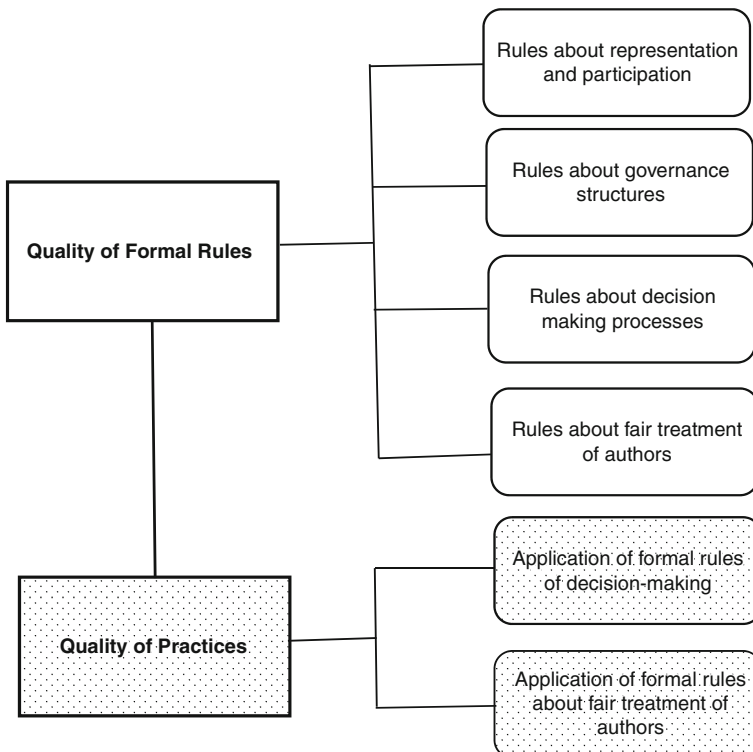 Rules about representation
and participation
Rules about governance
structures
Quality of Formal Rules
Rules about decision
making processes
Rules about fair treatment
of authors
Application of formal rules
of decision-making
Quality of Practices
Application of formal rules
about fair treatment of
authors